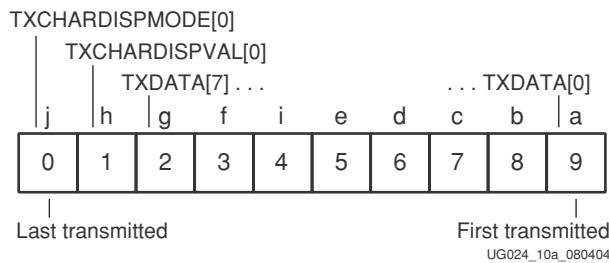 TXCHARDISPMODE[0]
TXCHARDISPVAL[0]
TXDATA[7] . . . . . . TXDATA[0]
j h g f i e d c b a
0 1 2 3 4 5 6 7 8 9
Last transmitted First transmitted
UG024_10a_080404